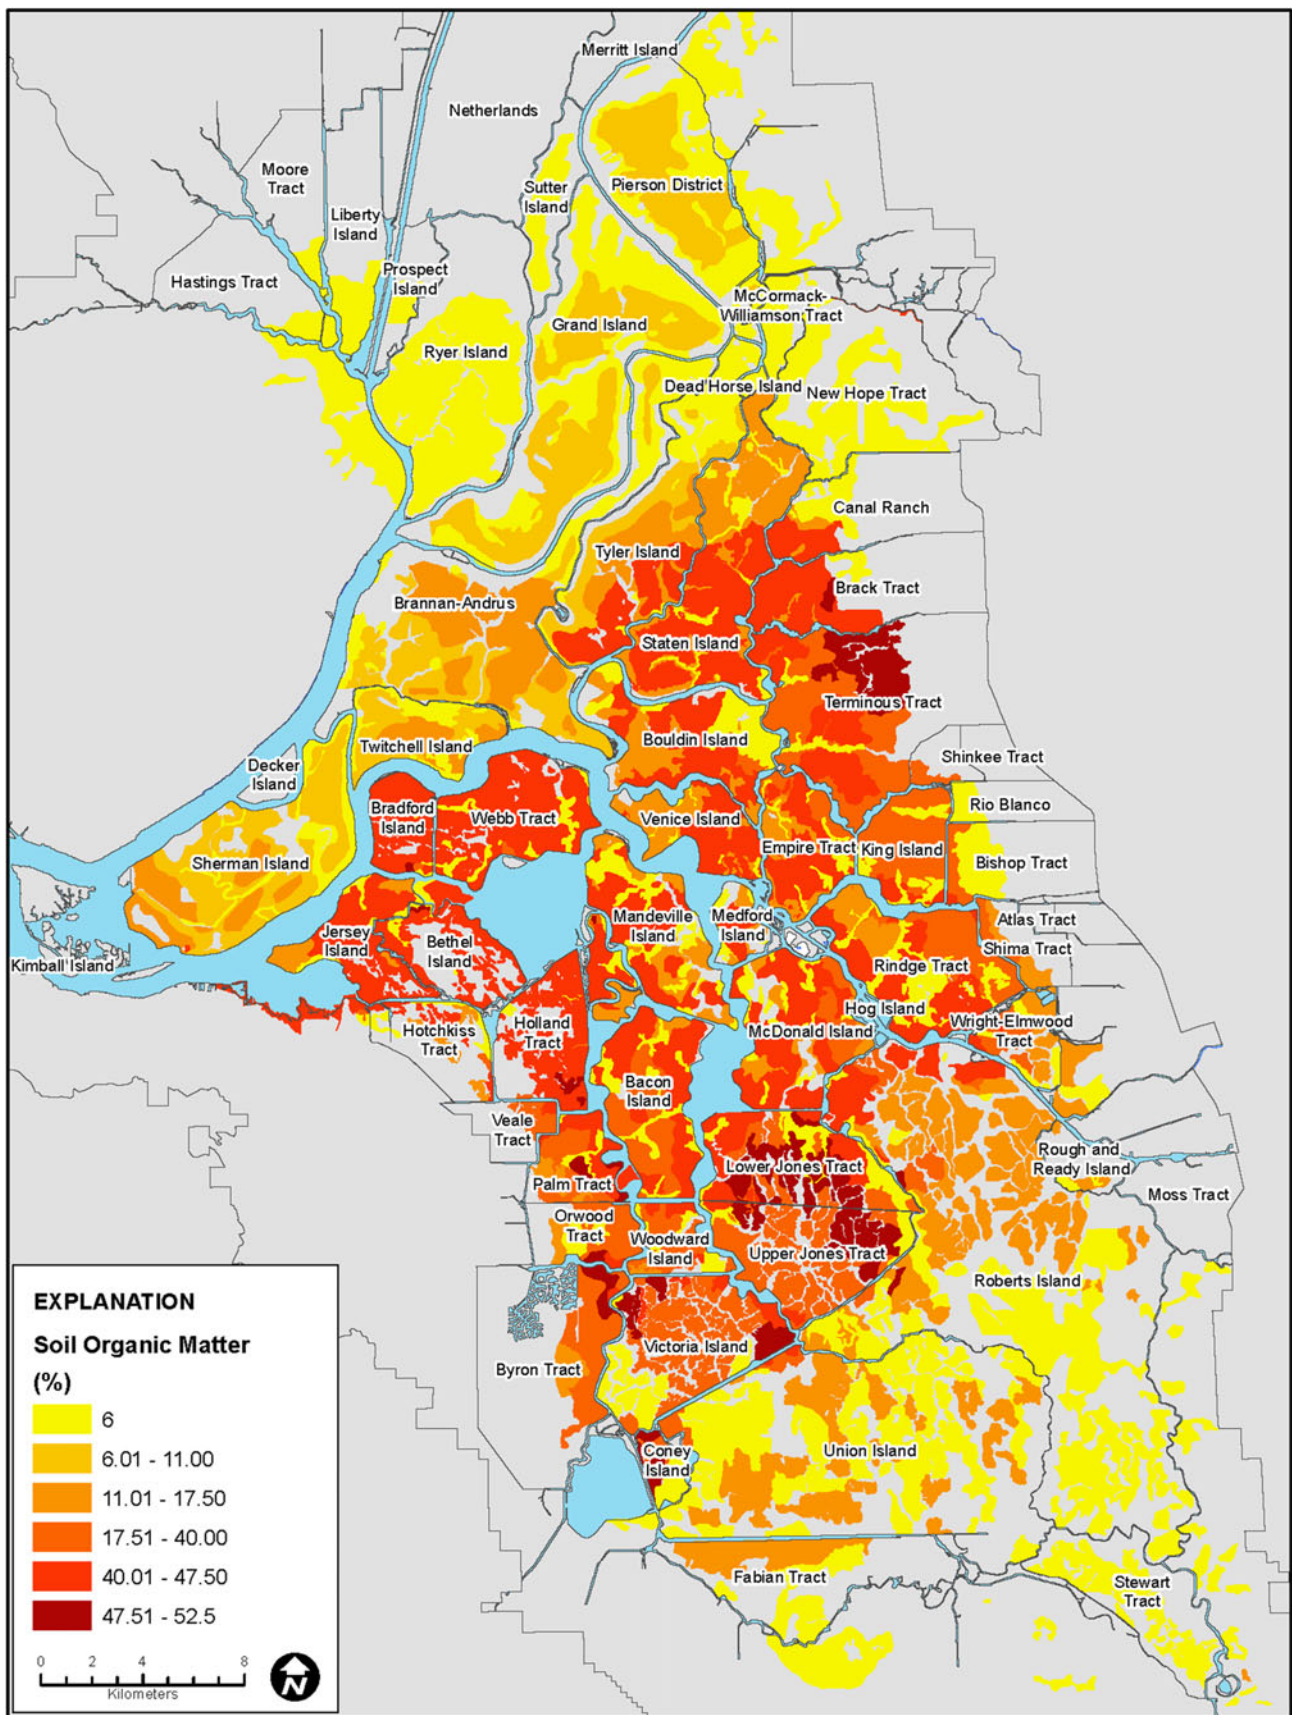 Merritt Island
Netherlands
Moore
Tract
Pierson District
Sutter
Island
Liberty
Island
Hastings Tract
Prospect
Island
McCormack-
Williamson Tract
Grand Island
Ryer Island
Dead Horse Island
New Hope Tract
Canal Ranch
Tyler Island
Brack Tract
Brannan-Andrus
Staten Island
Terminous Tract
Twitchell Island
Bouldin Island
Shinkee Tract
Decker
Island
Bradford
Island
Webb Tract
Venice Island
Rio Blanco
Empire Tract
King Island
Sherman Island
Bishop Tract
Mandeville
Island
Medford
Island
Atlas Tract
Jersey
Island
Bethel
Island
Shima Tract
Kimball Island
Rindge Tract
Hog Island
Hotchkiss
Tract
Holland
Tract
McDonald Island
Wright-Elmwood
Tract
Bacon
Island
Veale
Tract
Rough and
Ready Island
Lower Jones Tract
Palm Tract
Moss Tract
Orwood
Tract
Woodward
Island
Upper Jones Tract
Roberts Island
Victoria Island
Byron Tract
Coney
Island
Union Island
Fabian Tract
Stewart
Tract
EXPLANATION
Soil Organic Matter
(%)
6
6.01 - 11.00
11.01 - 17.50
17.51 - 40.00
40.01 - 47.50
47.51 - 52.5
0 2 4 8
Kilometers
N